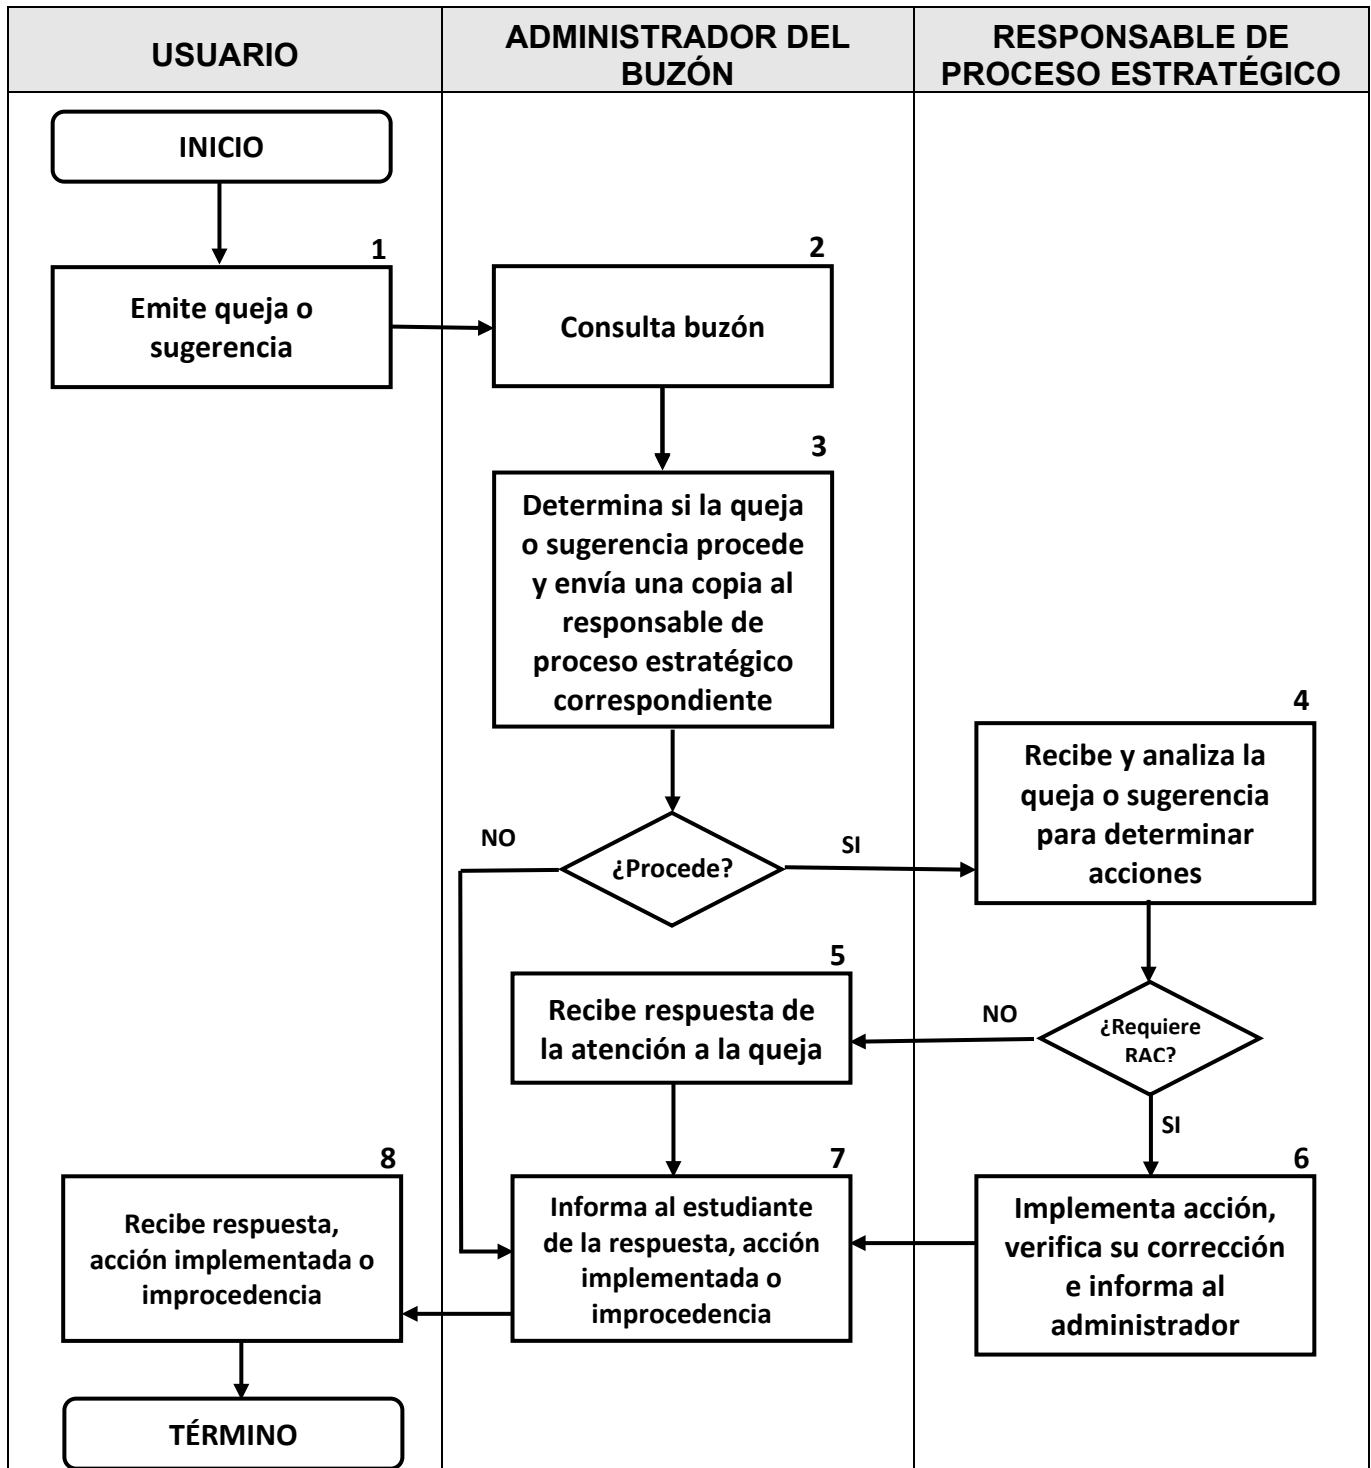 USUARIO
ADMINISTRADOR DEL
BUZÓN
RESPONSABLE DE
PROCESO ESTRATÉGICO
INICIO
1
Emite queja o
sugerencia
2
Consulta buzón
3
Determina si la queja
o sugerencia procede
y envía una copia al
responsable de
proceso estratégico
correspondiente
4
Recibe y analiza la
queja o sugerencia
para determinar
acciones
NO
¿Procede?
SI
5
Recibe respuesta de
la atención a la queja
NO
¿Requiere
RAC?
SI
6
Implementa acción,
verifica su corrección
e informa al
administrador
7
Informa al estudiante
de la respuesta, acción
implementada o
improcedencia
8
Recibe respuesta,
acción implementada o
improcedencia
TÉRMINO